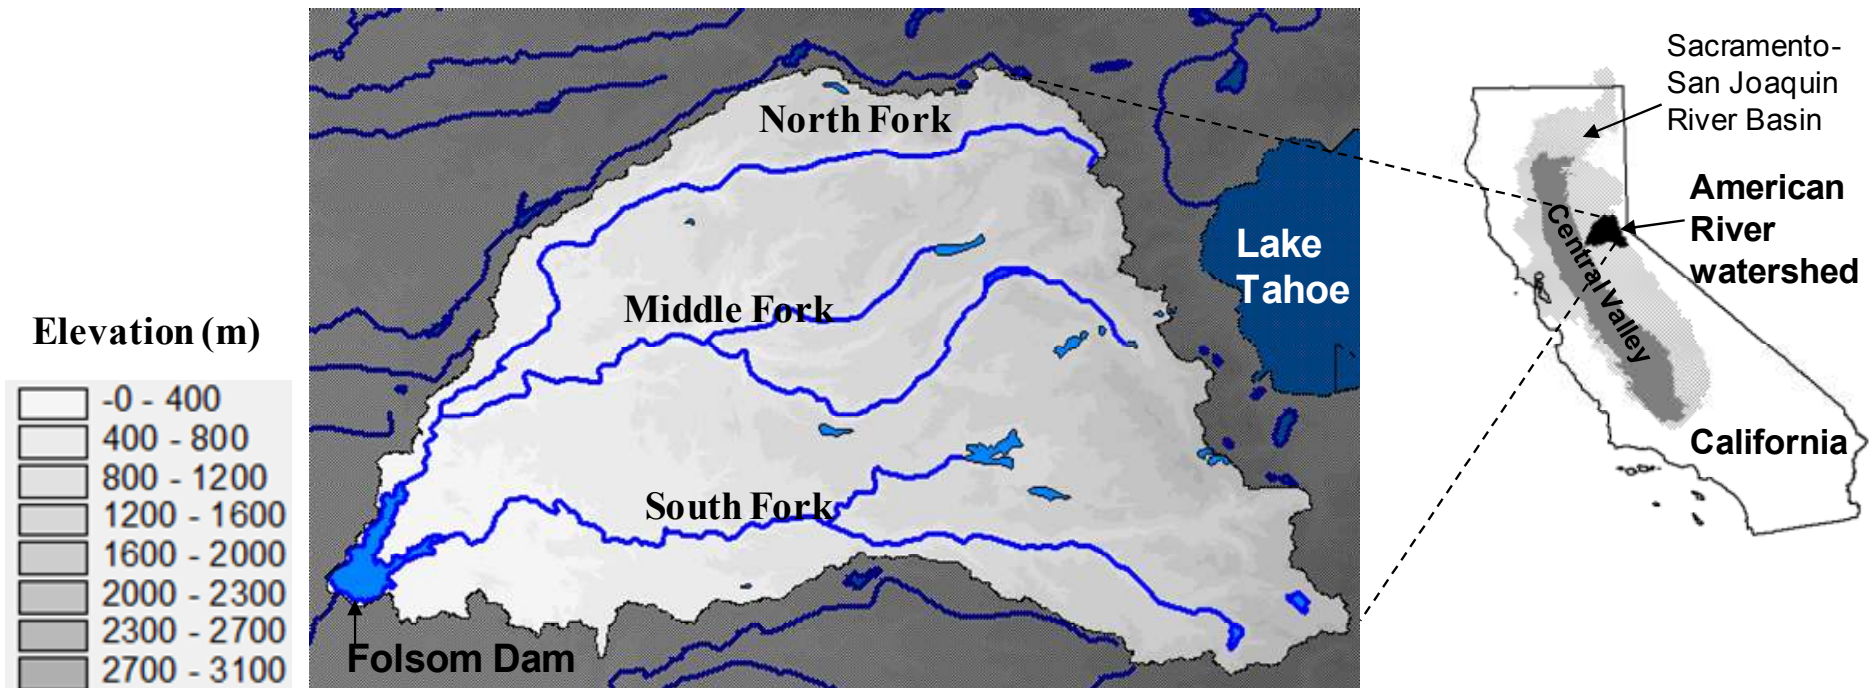 Elevation (m)
-0 - 400
400 - 800
800 - 1200
1200 - 1600
1600 - 2000
2000 - 2300
2300 - 2700
2700 - 3100
North Fork
Middle Fork
South Fork
Folsom Dam
Lake
Tahoe
Sacramento-
San Joaquin
River Basin
American
River
watershed
Central Valley
California